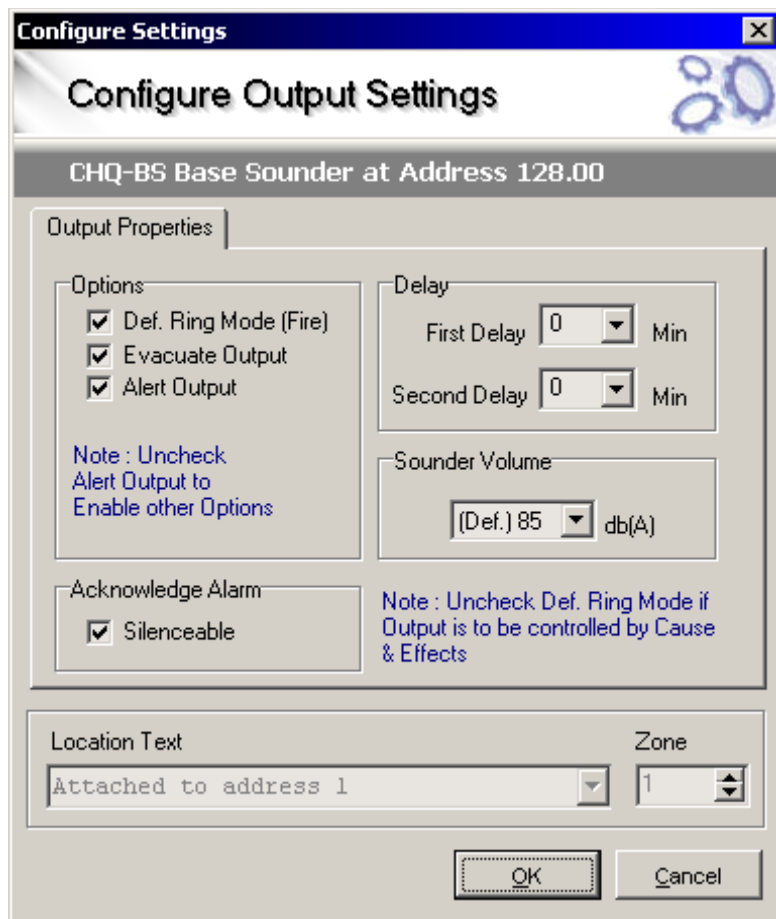 Configure Settings
Configure Output Settings
CHQ-BS Base Sounder at Address 128.00
Output Properties
Options
Def. Ring Mode (Fire)
Evacuate Output
Alert Output
Note : Uncheck
Alert Output to
Enable other Options
Delay
First Delay 0 Min
Second Delay 0 Min
Sounder Volume
(Def.) 85 db(A)
Acknowledge Alarm
Silenceable
Note : Uncheck Def. Ring Mode if
Output is to be controlled by Cause
& Effects
Location Text
Attached to address 1
Zone
1
OK
Cancel